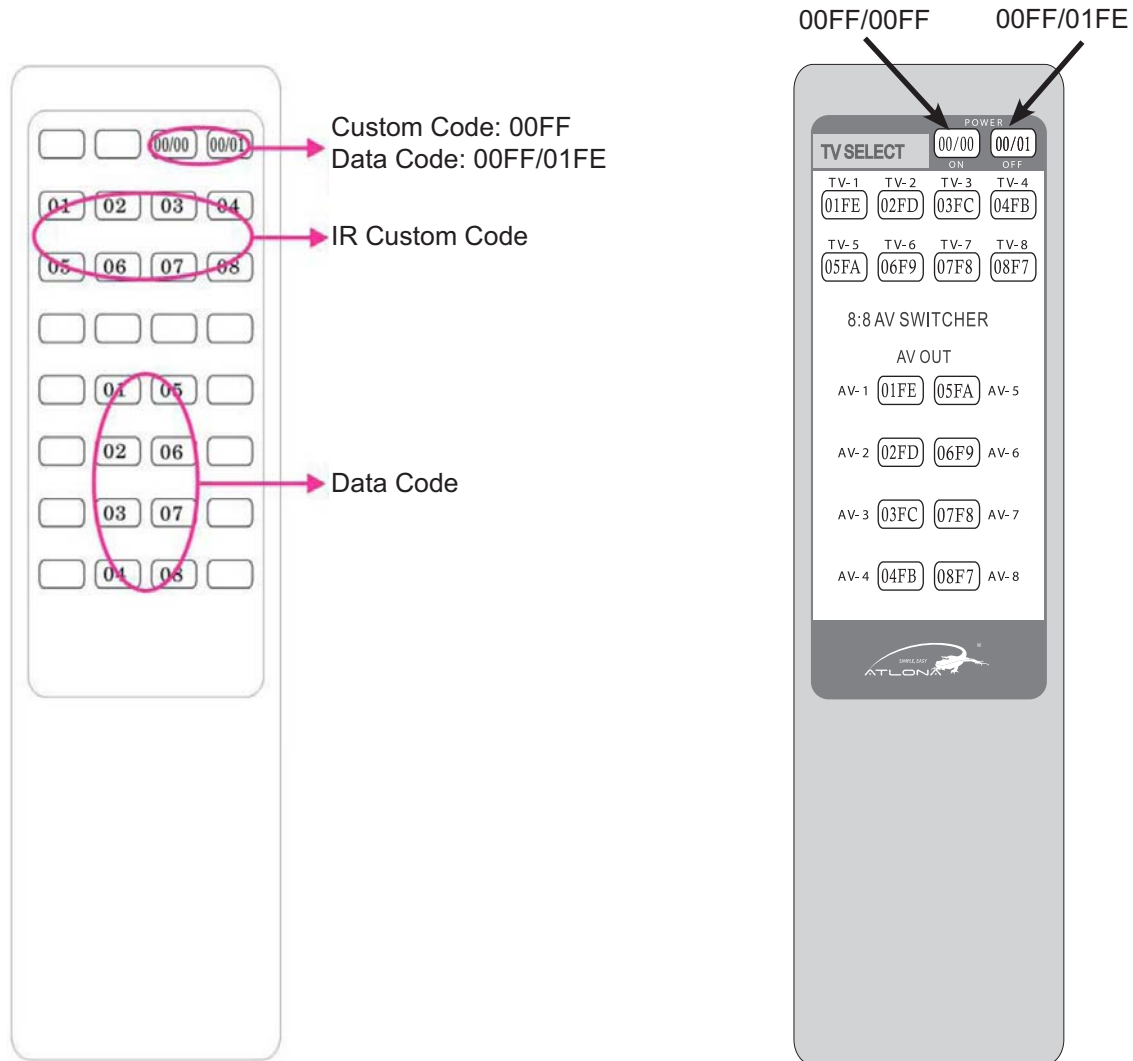 00/00 00/01
Custom Code: 00FF
Data Code: 00FF/01FE
01 02 03 04
IR Custom Code
05 06 07 08
01 05
02 06
Data Code
03 07
04 08
00FF/00FF 00FF/01FE
POWER
TV SELECT 00/00 00/01
ON OFF
TV-1 TV-2 TV-3 TV-4
01FE 02FD 03FC 04FB
TV-5 TV-6 TV-7 TV-8
05FA 06F9 07F8 08F7
8:8 AV SWITCHER
AV OUT
AV-1 01FE 05FA AV-5
AV-2 02FD 06F9 AV-6
AV-3 03FC 07F8 AV-7
AV-4 04FB 08F7 AV-8
SIMPLE, EASY
ATLONA ®